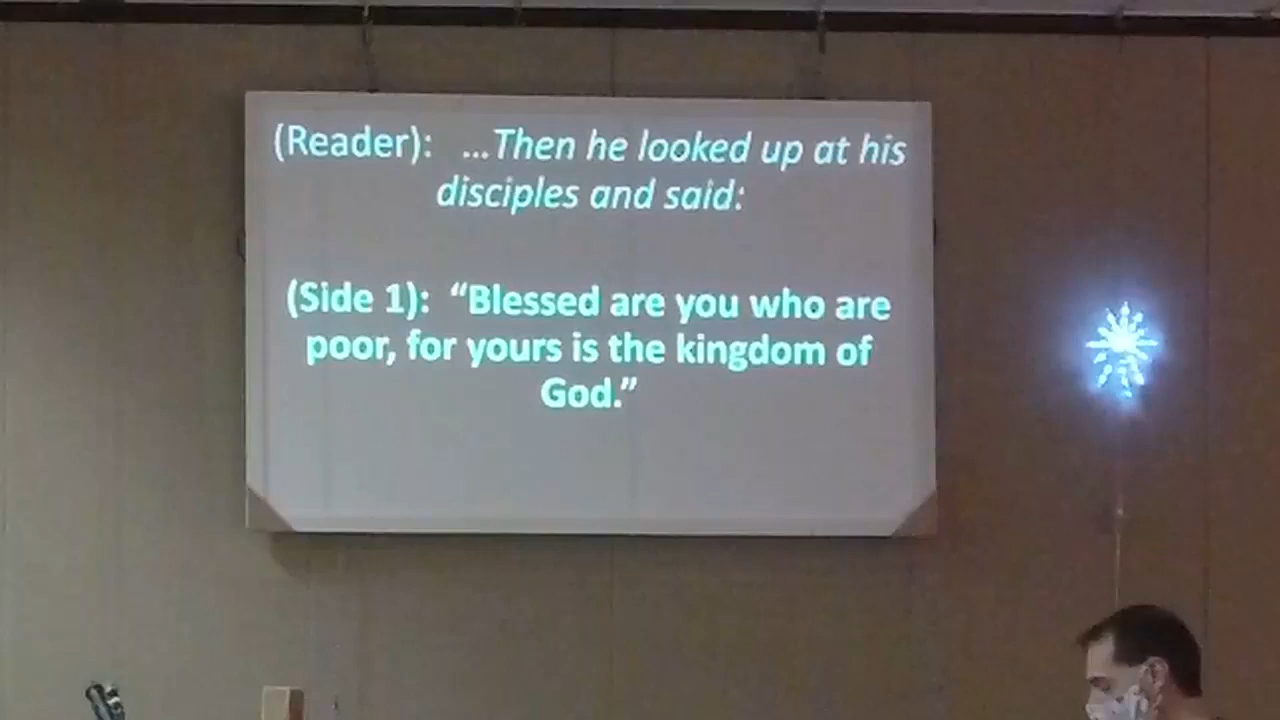 (Reader): ...Then he looked up at his
disciples and said:
(Side 1): “Blessed are you who are
poor, for yours is the kingdom of
God.”